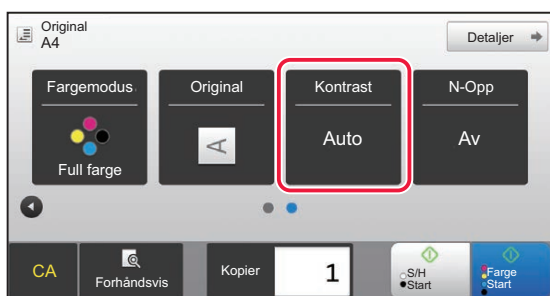 Original
A4
Detaljer
Fargemodus
Original
Kontrast
N-Opp
A
Auto
Av
Full farge
CA
Forhåndsvis
Kopier
1
S/H
Start
Farge
Start